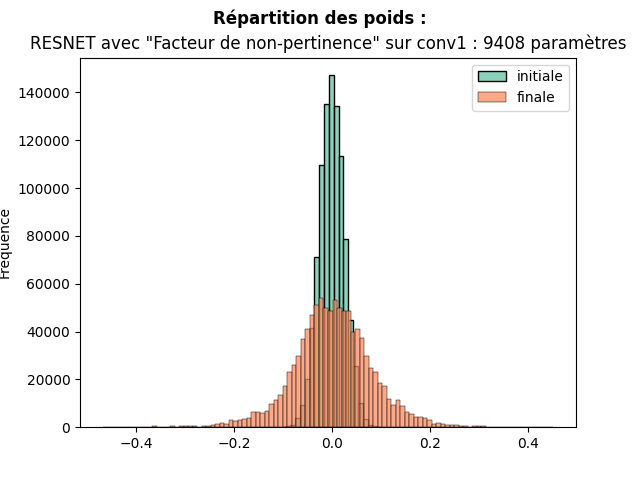 Répartition des poids :
RESNET avec "Facteur de non-pertinence" sur conv1 : 9408 paramètres
initiale
finale
Fréquence
140000
120000
100000
80000
60000
40000
20000
0
−0.4 −0.2 0.0 0.2 0.4